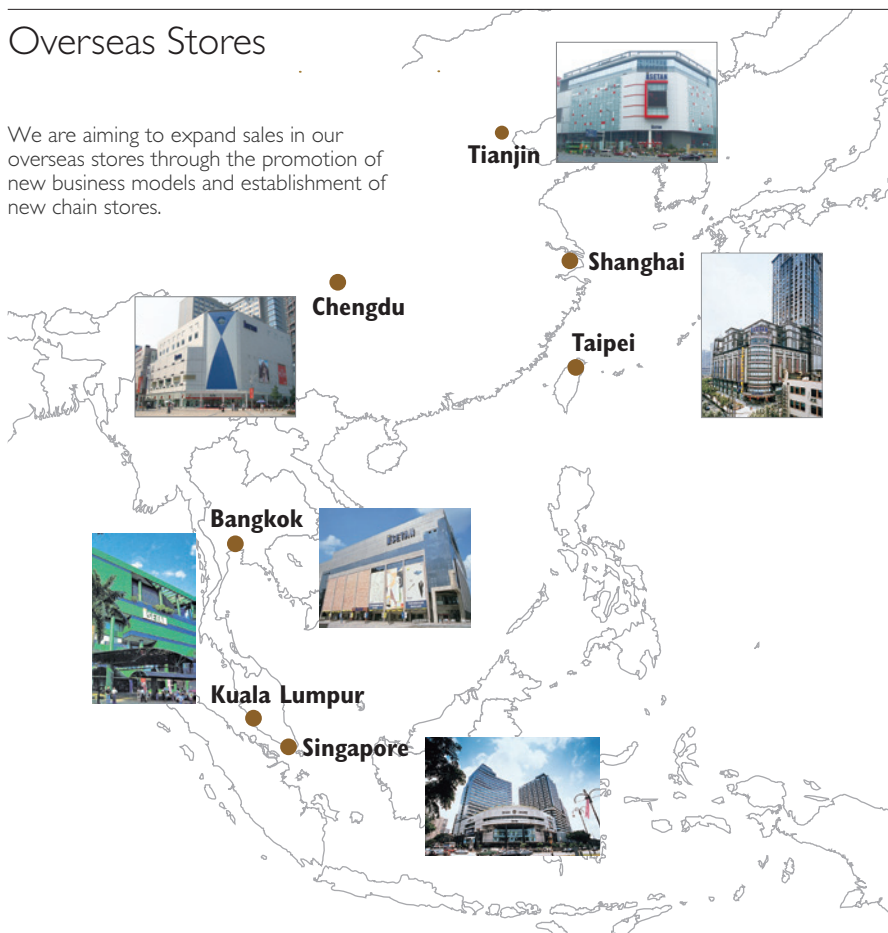 Overseas Stores
We are aiming to expand sales in our
overseas stores through the promotion of
new business models and establishment of
new chain stores.
Tianjin
Shanghai
Chengdu
Taipei
Bangkok
ISETAN
Kuala Lumpur
Singapore